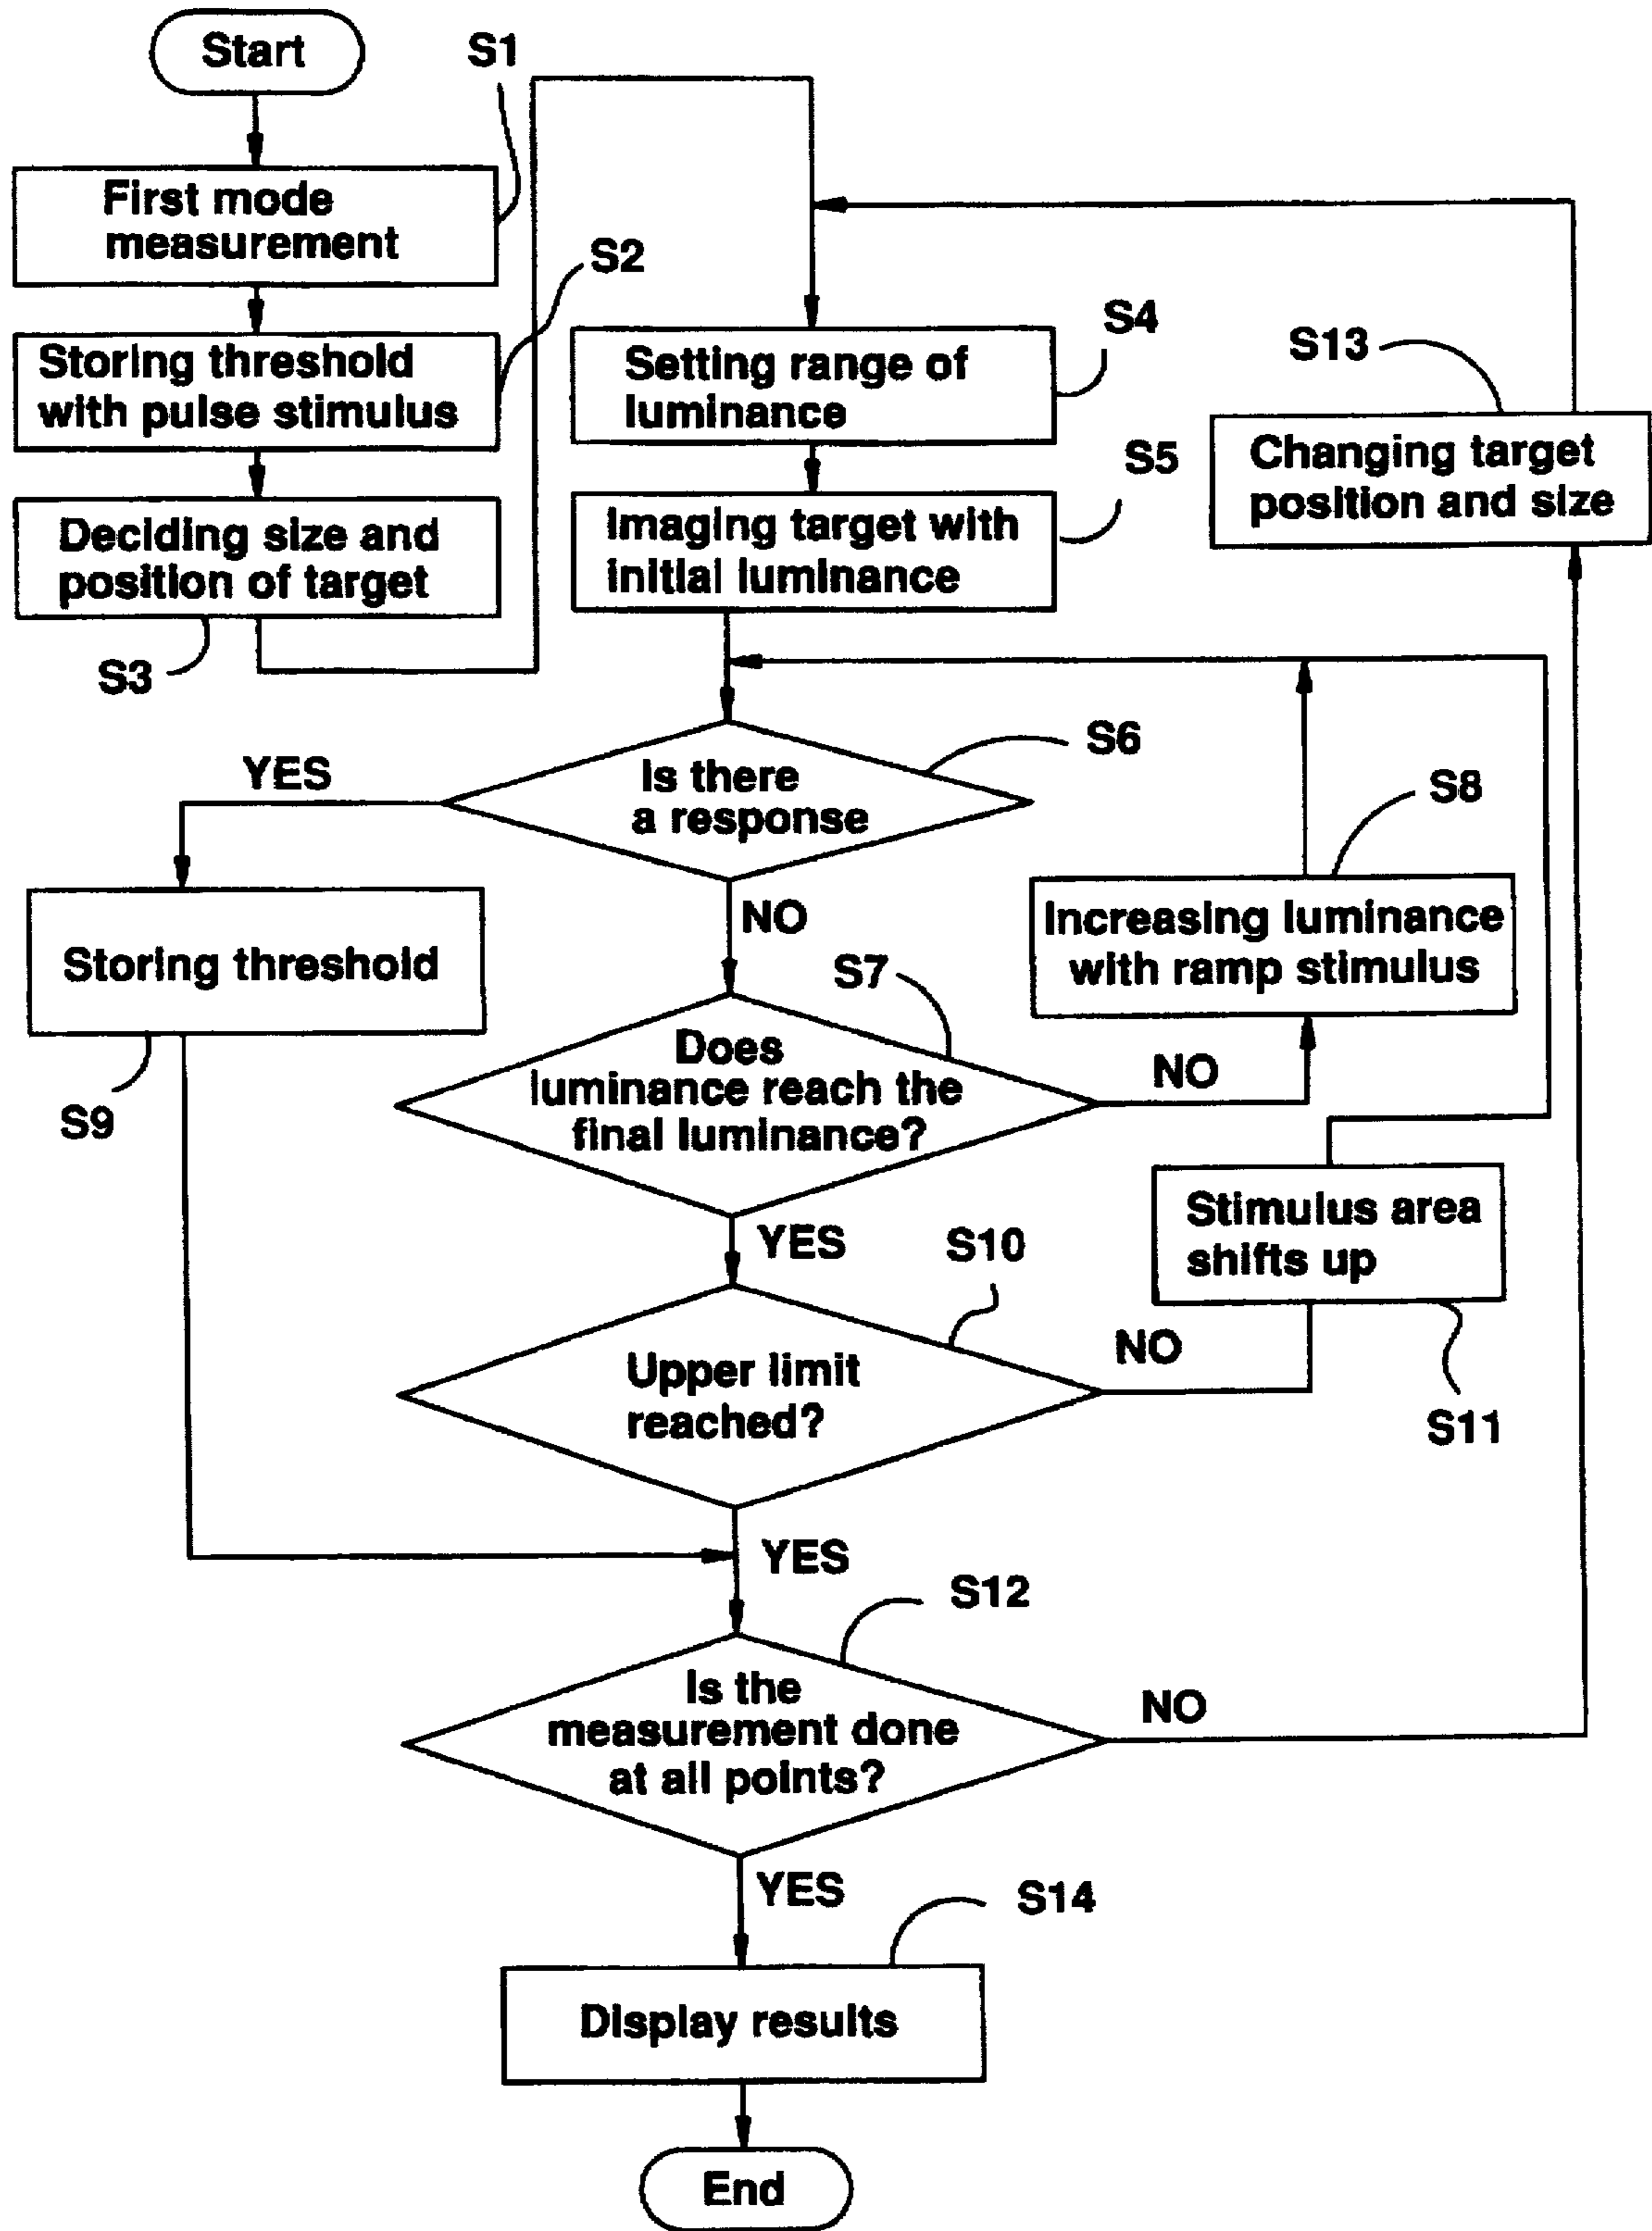 Start
S1
First mode
measurement
S2
Storing threshold
with pulse stimulus
Deciding size and
position of target
S3
S4
Setting range of
luminance
S5
Imaging target with
initial luminance
S13
Changing target
position and size
S6
Is there
a response
YES
NO
S8
Increasing luminance
with ramp stimulus
Storing threshold
S9
S7
Does
luminance reach the
final luminance?
NO
YES
Stimulus area
shifts up
S11
S10
Upper limit
reached?
NO
YES
S12
Is the
measurement done
at all points?
NO
YES
S14
Display results
End